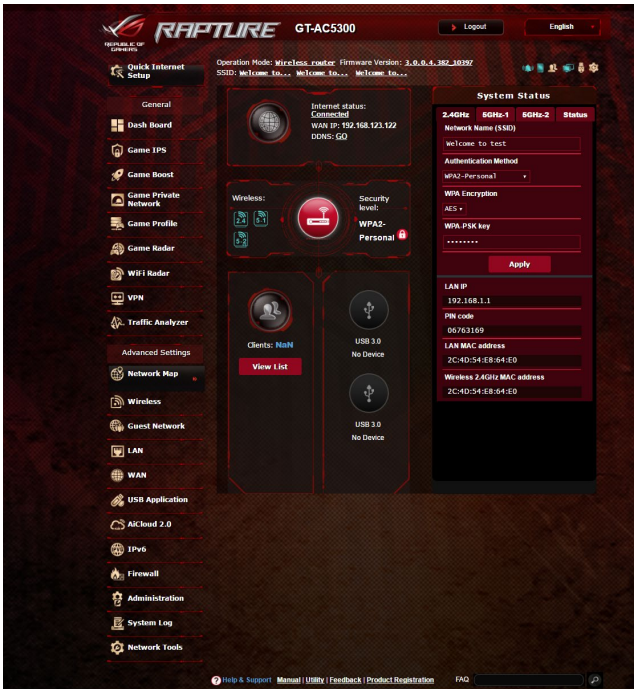 REPUBLIC OF
GAMERS
RAPTURE
GT-AC5300
Logout
English
Quick Internet
Setup
General
Dash Board
Game IPS
Game Boost
Game Private
Network
Game Profile
Game Radar
WiFi Radar
VPN
Traffic Analyzer
Advanced Settings
Network Map
Wireless
Guest Network
LAN
WAN
USB Application
AiCloud 2.0
IPv6
Firewall
Administration
System Log
Network Tools
Operation Mode: Wireless router Firmware Version: 3.0.0.4.382_10397
SSID: Welcome to... Welcome to... Welcome to...
Internet status:
Connected
WAN IP: 192.168.123.122
DDNS: GO
Wireless:
2.4
5-1
5-2
Security
level:
WPA2-
Personal
Clients: NaN
View List
USB 3.0
No Device
USB 3.0
No Device
System Status
2.4GHz 5GHz-1 5GHz-2 Status
Network Name (SSID)
Welcome to test
Authentication Method
WPA2-Personal
WPA Encryption
AES
WPA-PSK key
••••••••
Apply
LAN IP
192.168.1.1
PIN code
06763169
LAN MAC
address
2C:4D:54:E8:64:E0
Wireless 2.4GHz MAC
address
2C:4D:54:E8:64:E0
Help & Support Manual | Utility | Feedback | Product Registration FAQ